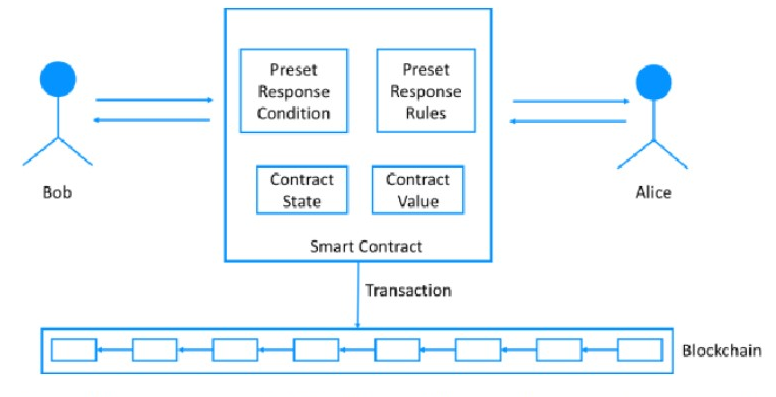 Preset
Response
Condition
Preset
Response
Rules
Bob
Alice
Contract
State
Contract
Value
Smart Contract
Transaction
Blockchain